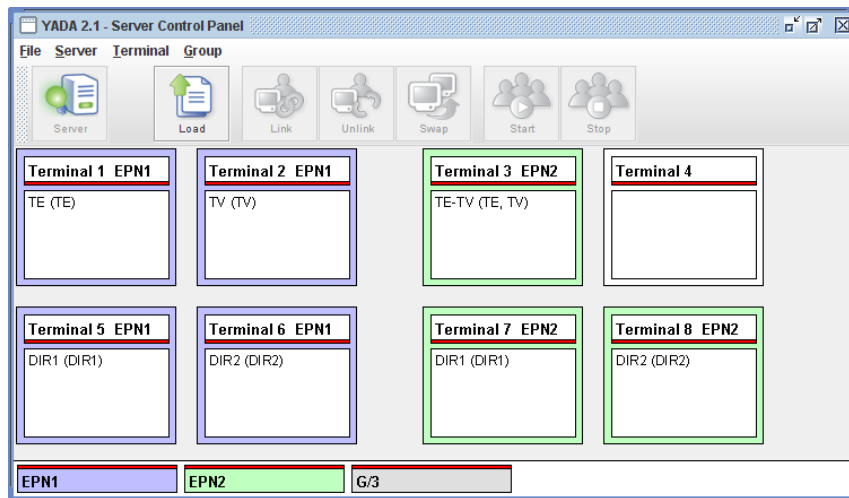 YADA 2.1 - Server Control Panel
File Server Terminal Group
Server Load Link Unlink Swap Start Stop
Terminal 1 EPN1 Terminal 2 EPN1 Terminal 3 EPN2 Terminal 4
TE (TE) TV (TV) TE-TV (TE, TV)
Terminal 5 EPN1 Terminal 6 EPN1 Terminal 7 EPN2 Terminal 8 EPN2
DIR1 (DIR1) DIR2 (DIR2) DIR1 (DIR1) DIR2 (DIR2)
EPN1 EPN2 G/3